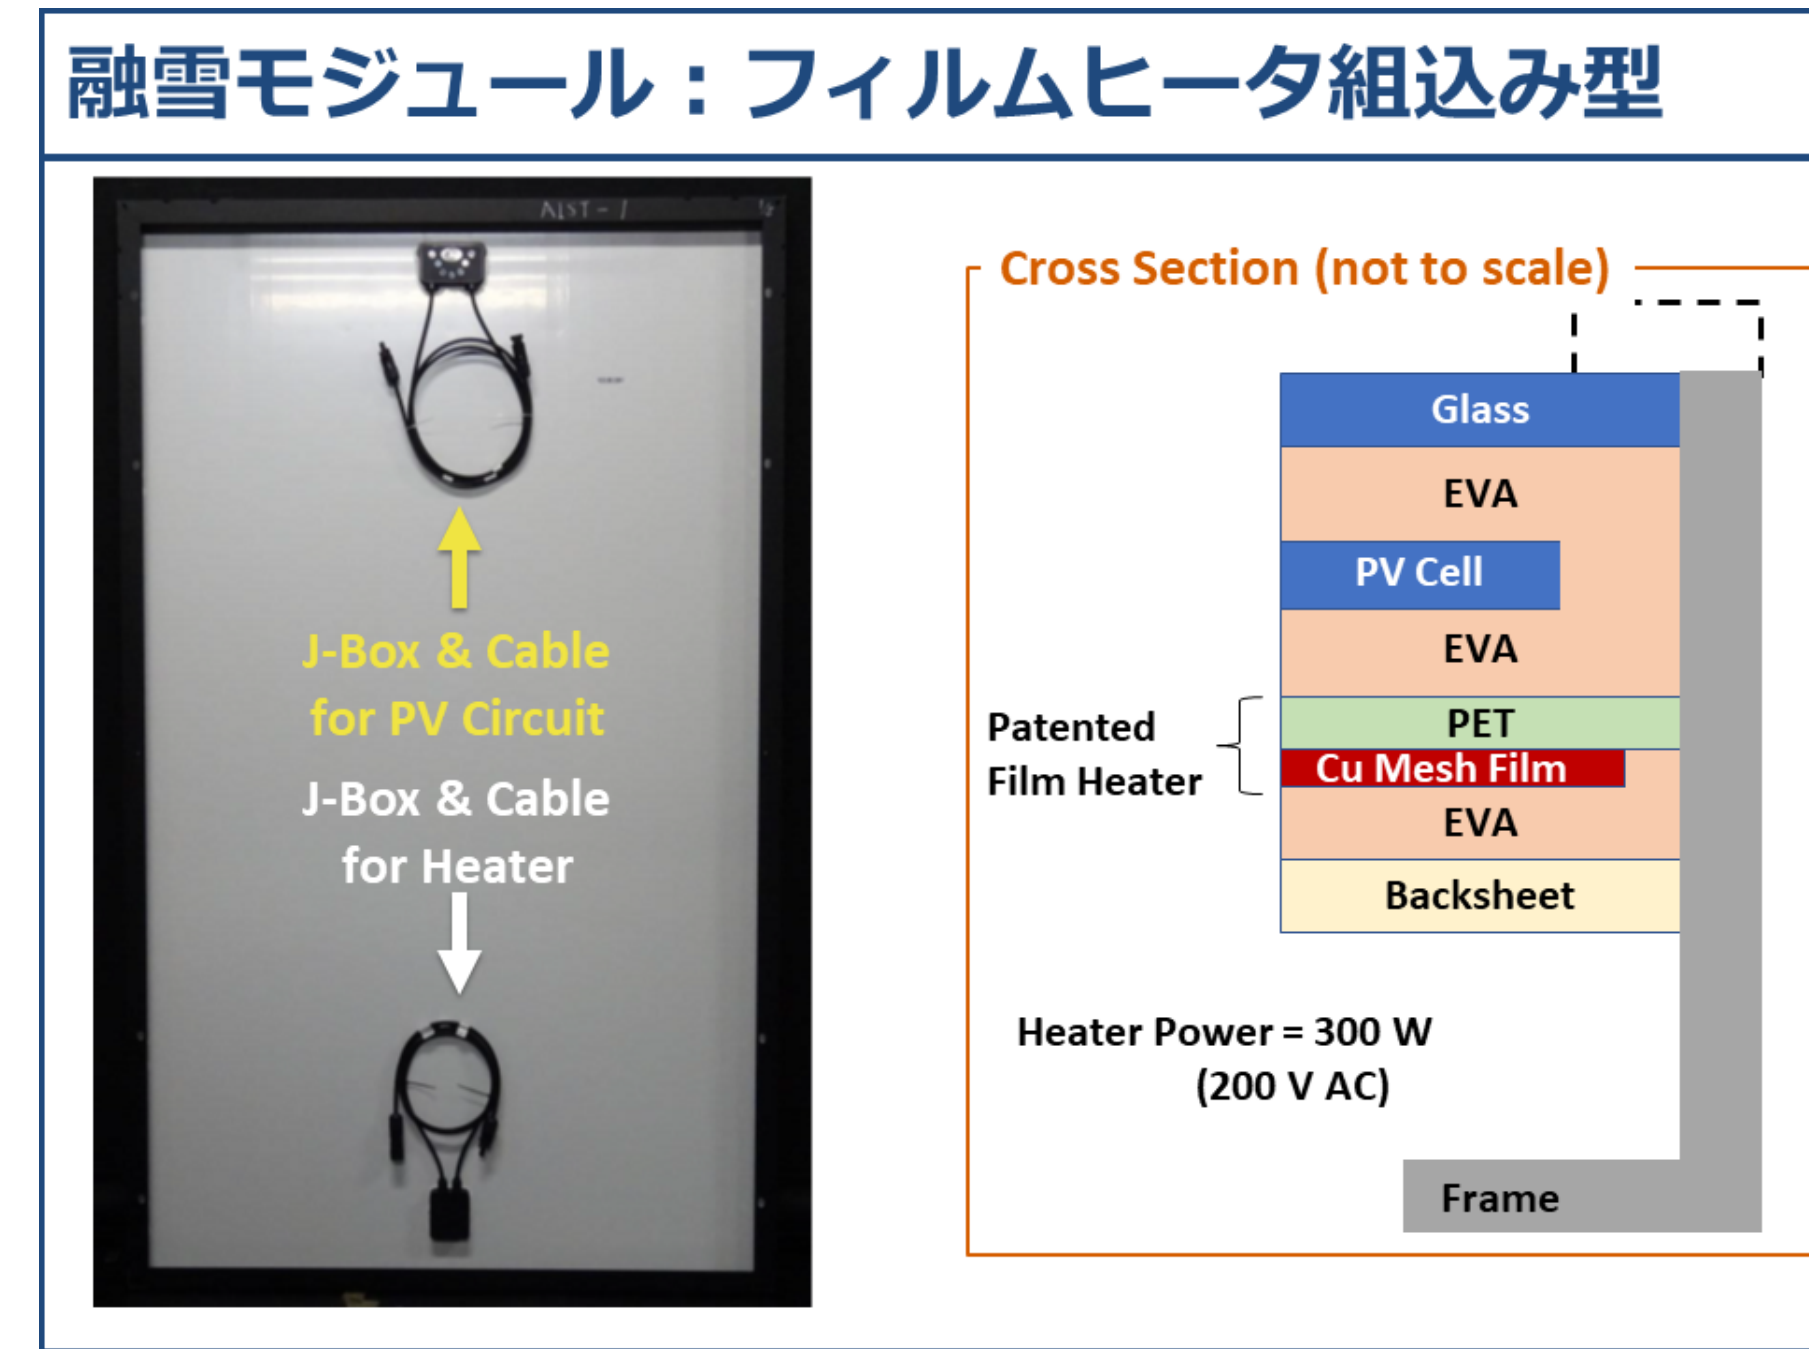 融雪モジュール：フィルムヒータ組込み型
AIST-1
J-Box & Cable
for PV Circuit
J-Box & Cable
for Heater
Cross Section (not to scale)
Glass
EVA
PV Cell
EVA
Patented
Film Heater
PET
Cu Mesh Film
EVA
Backsheet
Heater Power = 300 W
(200 V AC)
Frame